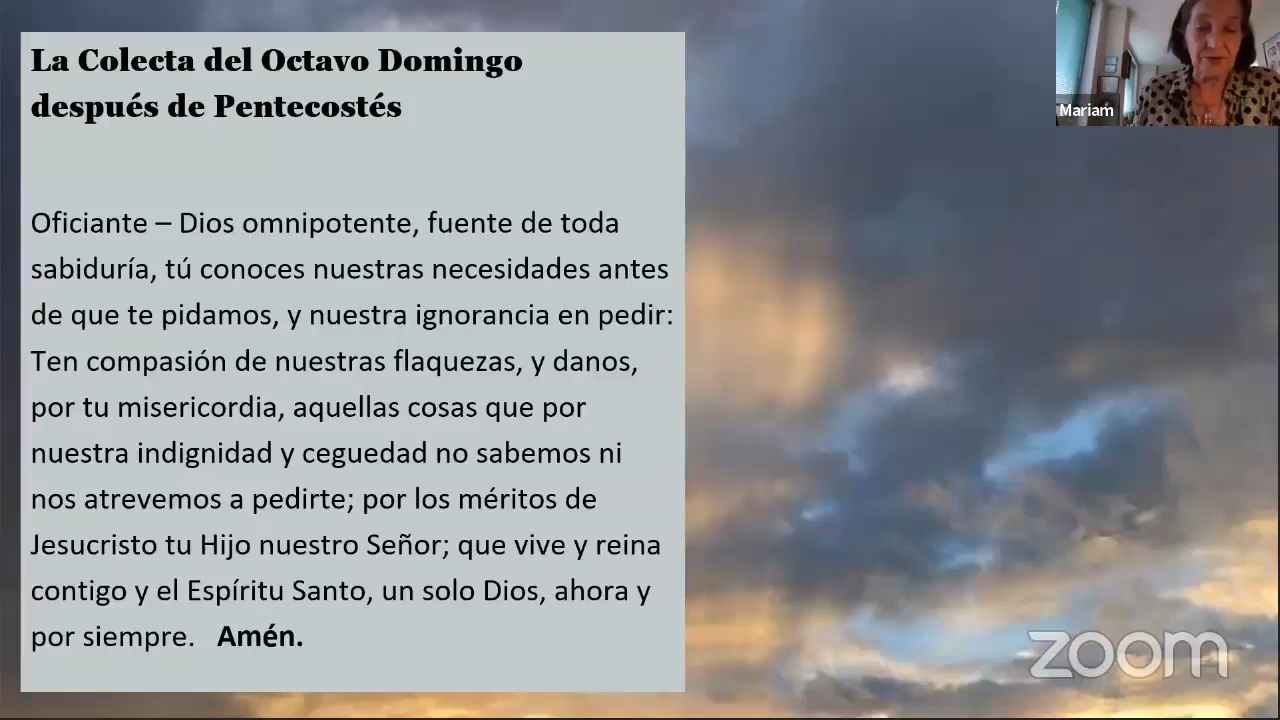 La Colecta del Octavo Domingo
después de Pentecostés
Oficiante – Dios omnipotente, fuente de toda
sabiduría, tú conoces nuestras necesidades antes
de que te pidamos, y nuestra ignorancia en pedir:
Ten compasión de nuestras flaquezas, y danos,
por tu misericordia, aquellas cosas que por
nuestra indignidad y ceguedad no sabemos ni
nos atrevemos a pedirte; por los méritos de
Jesucristo tu Hijo nuestro Señor; que vive y reina
contigo y el Espíritu Santo, un solo Dios, ahora y
por siempre. Amén.
Mariam
zoom